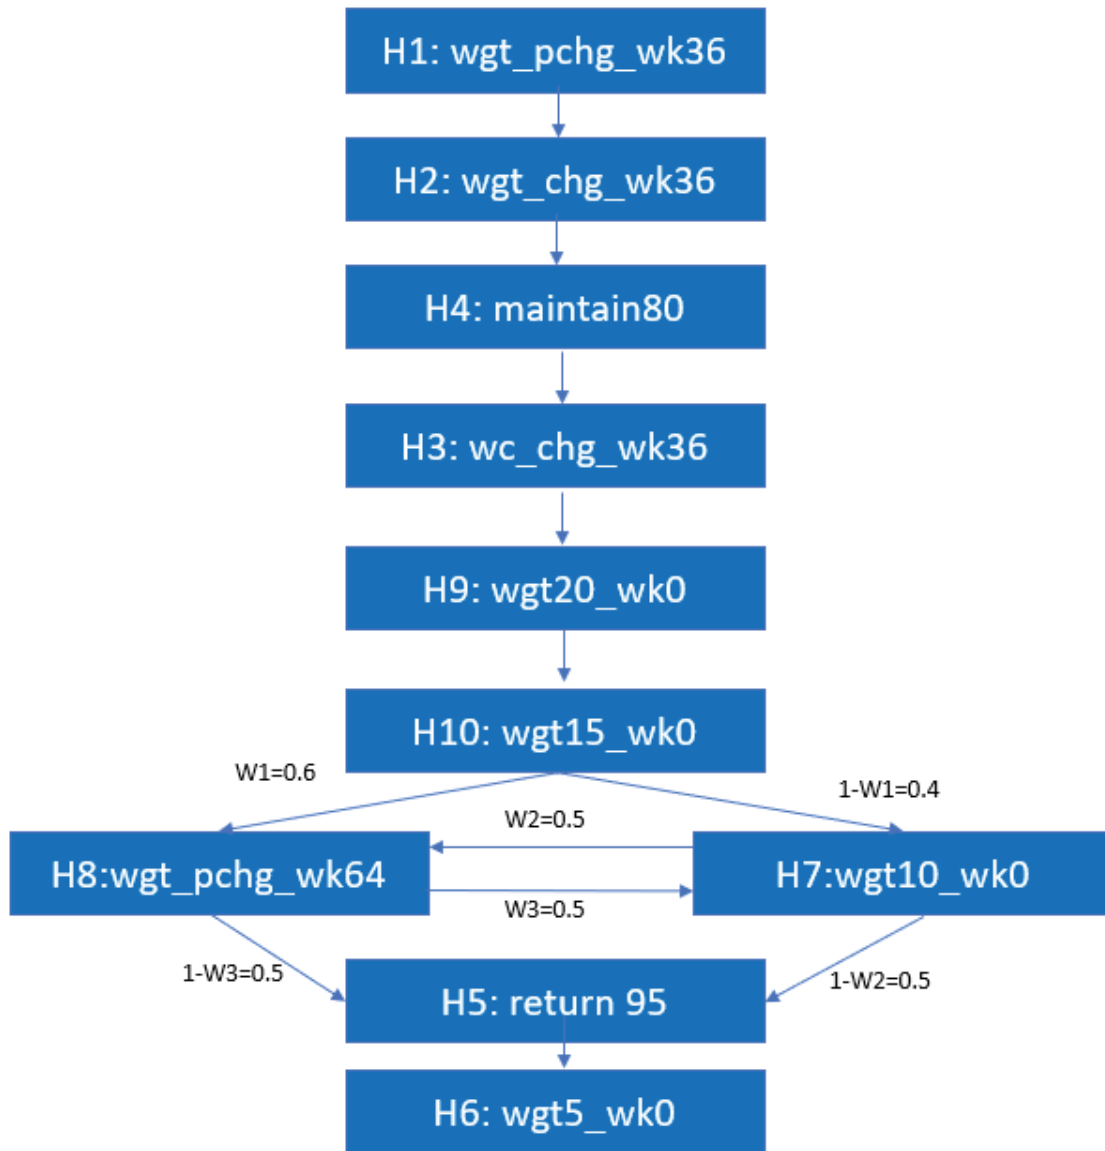 H1: wgt_pchg_wk36
H2: wgt_chg_wk36
H4: maintain80
H3: wc_chg_wk36
H9: wgt20_wk0
H10: wgt15_wk0
W1=0.6
1-W1=0.4
W2=0.5
H8:wgt_pchg_wk64
H7:wgt10_wk0
W3=0.5
1-W3=0.5
1-W2=0.5
H5: return 95
H6: wgt5_wk0